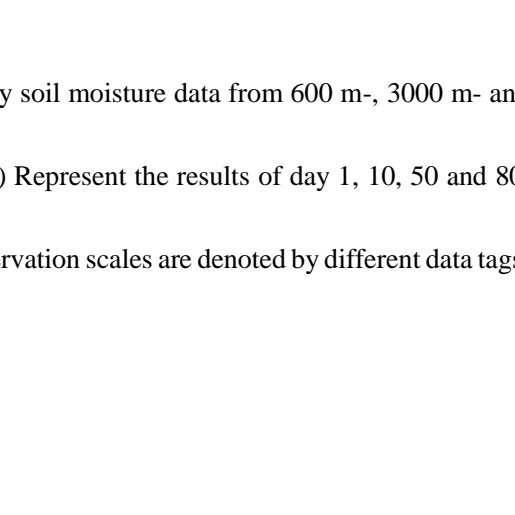 y soil moisture data from 600 m-, 3000 m- an
) Represent the results of day 1, 10, 50 and 80
rvation scales are denoted by different data tags